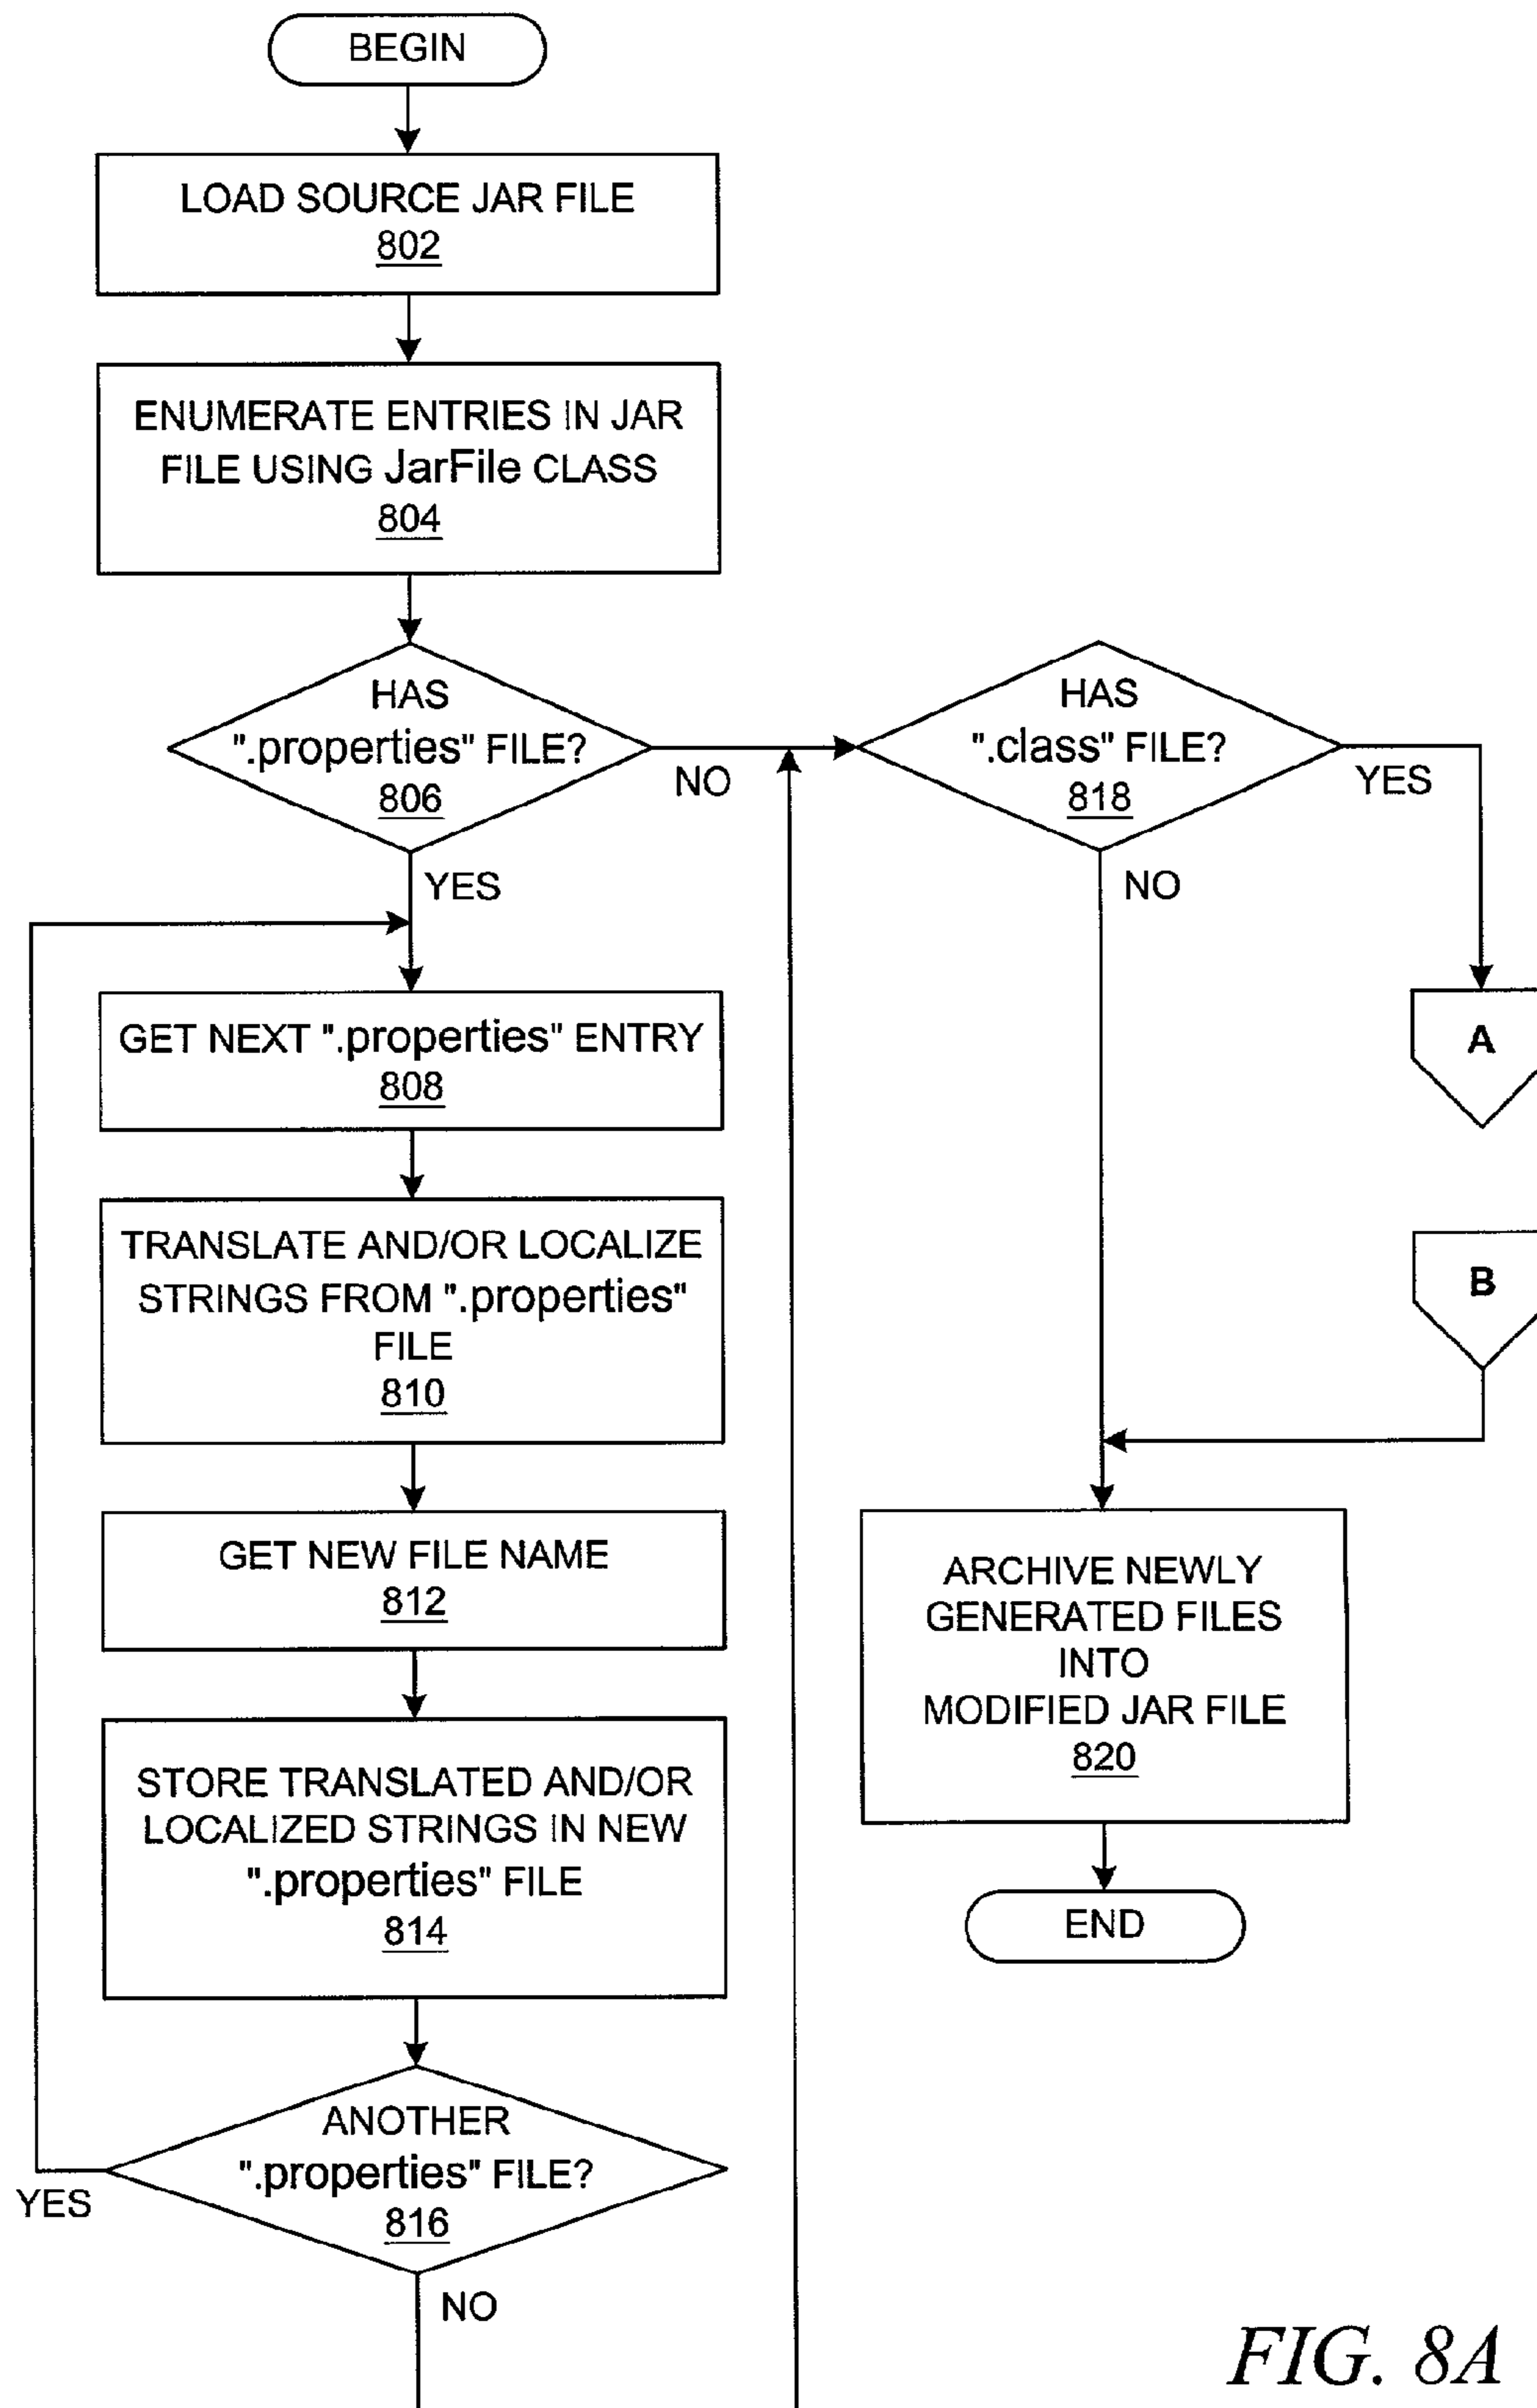 BEGIN
LOAD SOURCE JAR FILE
802
ENUMERATE ENTRIES IN JAR
FILE USING JarFile CLASS
804
HAS
".properties" FILE?
806
NO
YES
GET NEXT ".properties" ENTRY
808
TRANSLATE AND/OR LOCALIZE
STRINGS FROM ".properties"
FILE
810
GET NEW FILE NAME
812
STORE TRANSLATED AND/OR
LOCALIZED STRINGS IN NEW
".properties" FILE
814
ANOTHER
".properties" FILE?
816
YES
NO
HAS
".class" FILE?
818
YES
NO
A
B
ARCHIVE NEWLY
GENERATED FILES
INTO
MODIFIED JAR FILE
820
END
FIG. 8A